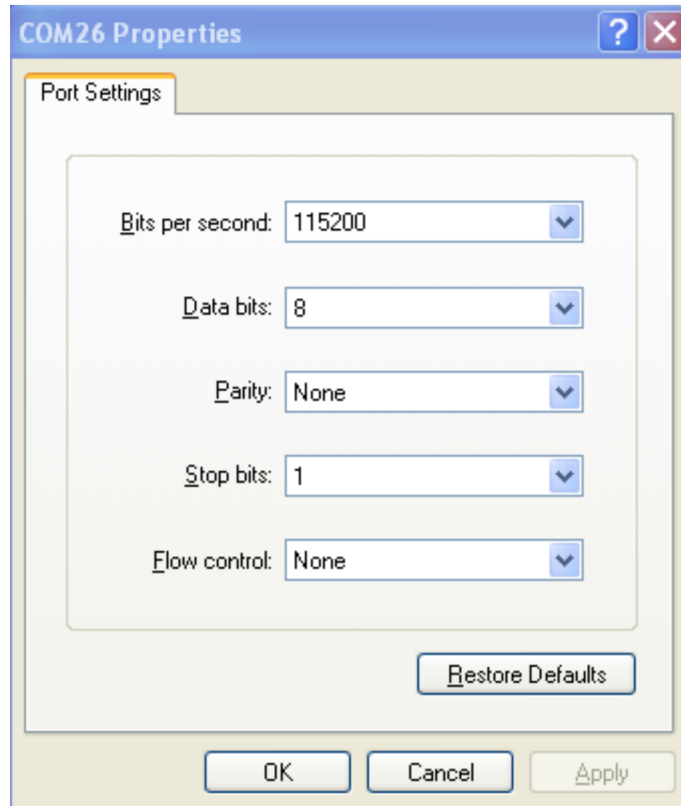 COM26 Properties
Port Settings
Bits per second: 115200
Data bits: 8
Parity: None
Stop bits: 1
Flow control: None
Restore Defaults
OK Cancel Apply